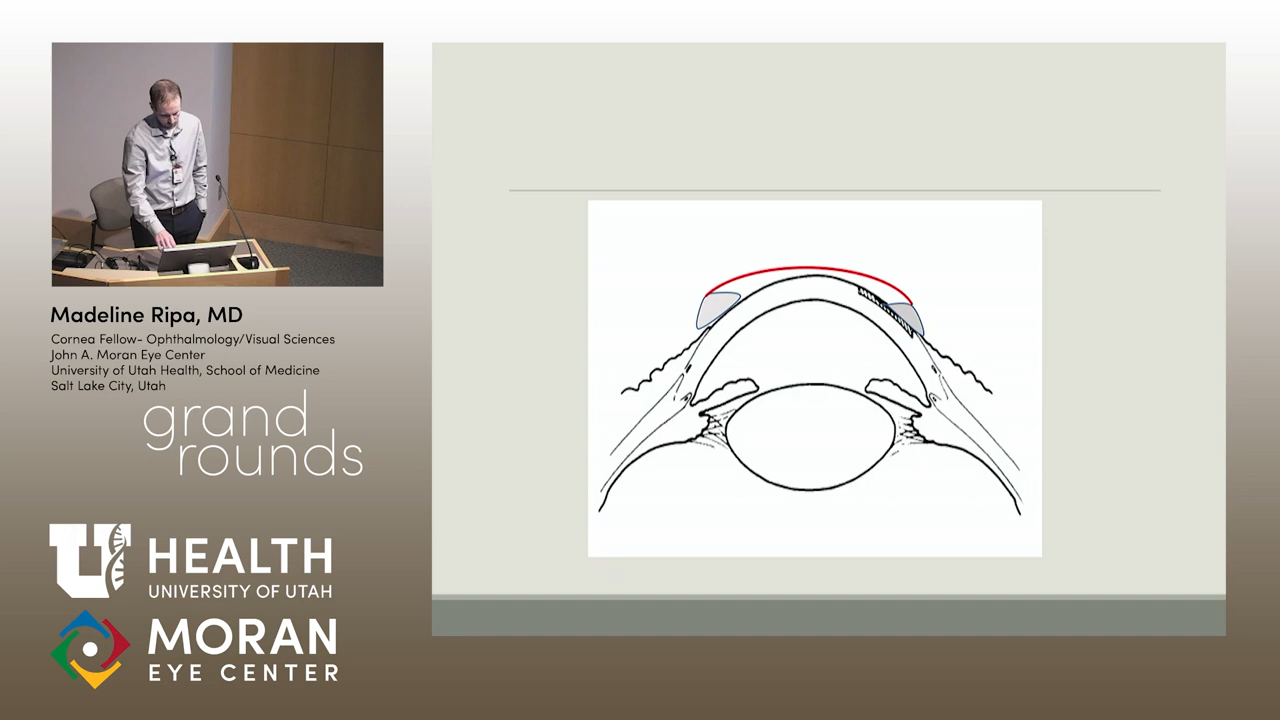 Madeline Ripa, MD
Cornea Fellow- Ophthalmology/Visual Sciences
John A. Moran Eye Center
University of Utah Health, School of Medicine
Salt Lake City, Utah
grand
rounds
U HEALTH
UNIVERSITY OF UTAH
MORAN
EYE CENTER